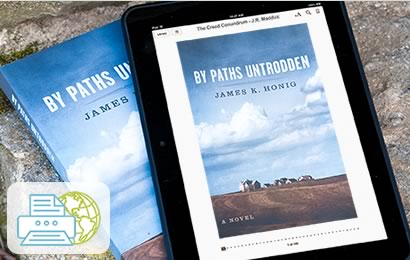 BY PATHS UNTRODDEN
JAMES K.
The Creed Conundrum - J.R. Maddux
BY PATHS UNTRODDEN
JAMES K. HONIG
A NOVEL